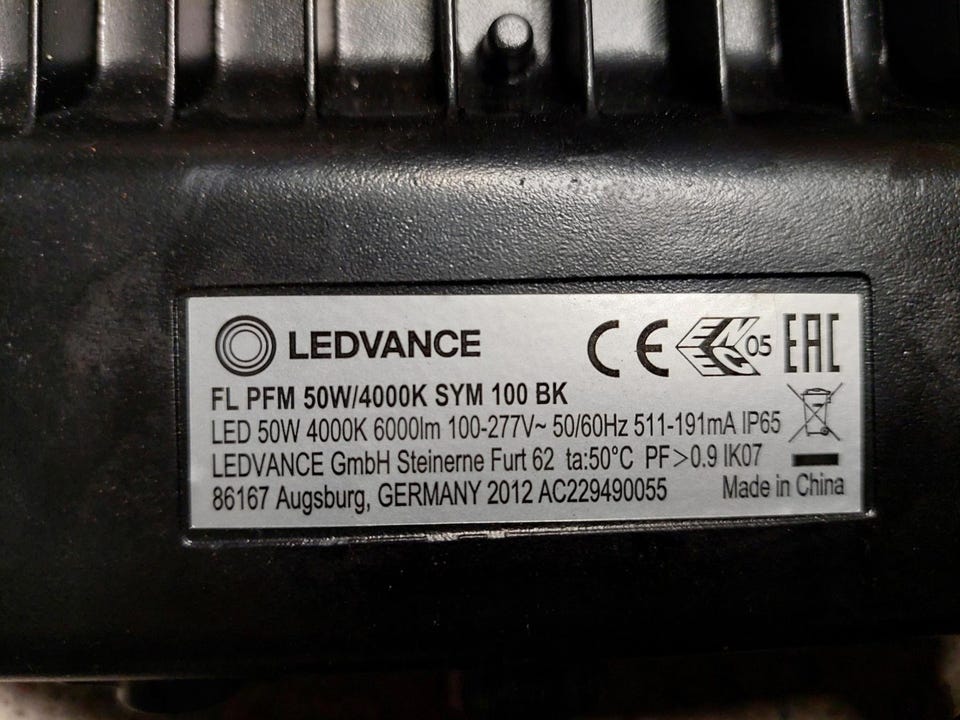 LEDVANCE
CE ENEC 05 EAC
FL PFM 50W/4000K SYM 100 BK
LED 50W 4000K 6000lm 100-277V~ 50/60Hz 511-191mA IP65
LEDVANCE GmbH Steinerne Furt 62 ta:50°C PF>0.9 IK07
86167 Augsburg, GERMANY 2012 AC229490055 Made in China